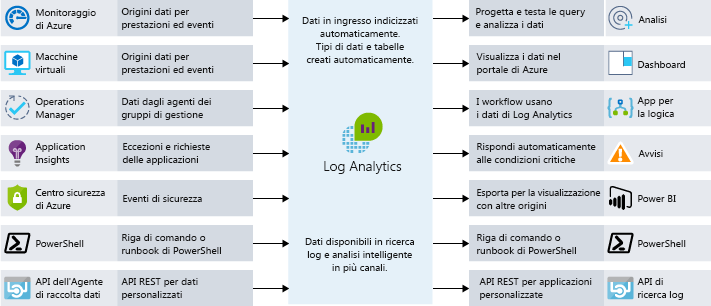 Monitoraggio
di Azure
Origini dati per
prestazioni ed eventi
Macchine
virtuali
Origini dati per
prestazioni ed eventi
Operations
Manager
Dati dagli agenti dei
gruppi di gestione
Application
Insights
Eccezioni e richieste
delle applicazioni
Centro sicurezza
di Azure
Eventi di sicurezza
PowerShell
Riga di comando o
runbook di PowerShell
API dell'Agente
di raccolta dati
API REST per dati
personalizzati
Dati in ingresso indicizzati
automaticamente.
Tipi di dati e tabelle
creati automaticamente.
Log Analytics
Dati disponibili in ricerca
log e analisi intelligente
in più canali.
Progetta e testa le query
e analizza i dati
Analisi
Visualizza i dati nel
portale di Azure
Dashboard
I workflow usano
i dati di Log Analytics
App per
la logica
Rispondi automaticamente
alle condizioni critiche
Avvisi
Esporta per la visualizzazione
con altre origini
Power BI
Riga di comando o
runbook di PowerShell
PowerShell
API REST per applicazioni
personalizzate
API di
ricerca log